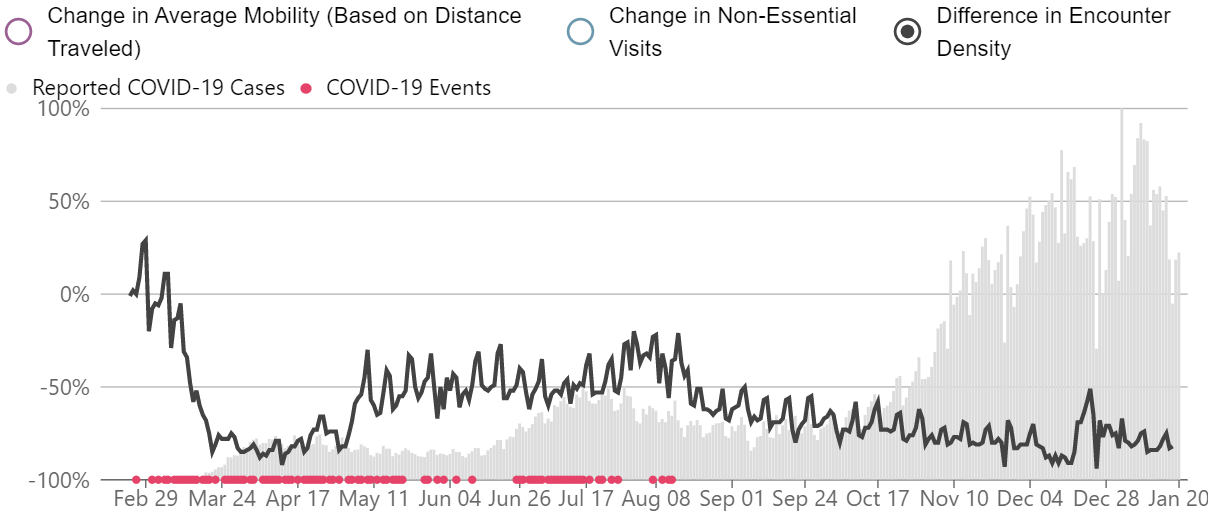 Change in Average Mobility (Based on Distance Traveled)
Change in Non-Essential Visits
Difference in Encounter Density
Reported COVID-19 Cases
COVID-19 Events
100%
50%
0%
-50%
-100%
Feb 29 Mar 24 Apr 17 May 11 Jun 04 Jun 26 Jul 17 Aug 08 Sep 01 Sep 24 Oct 17 Nov 10 Dec 04 Dec 28 Jan 20